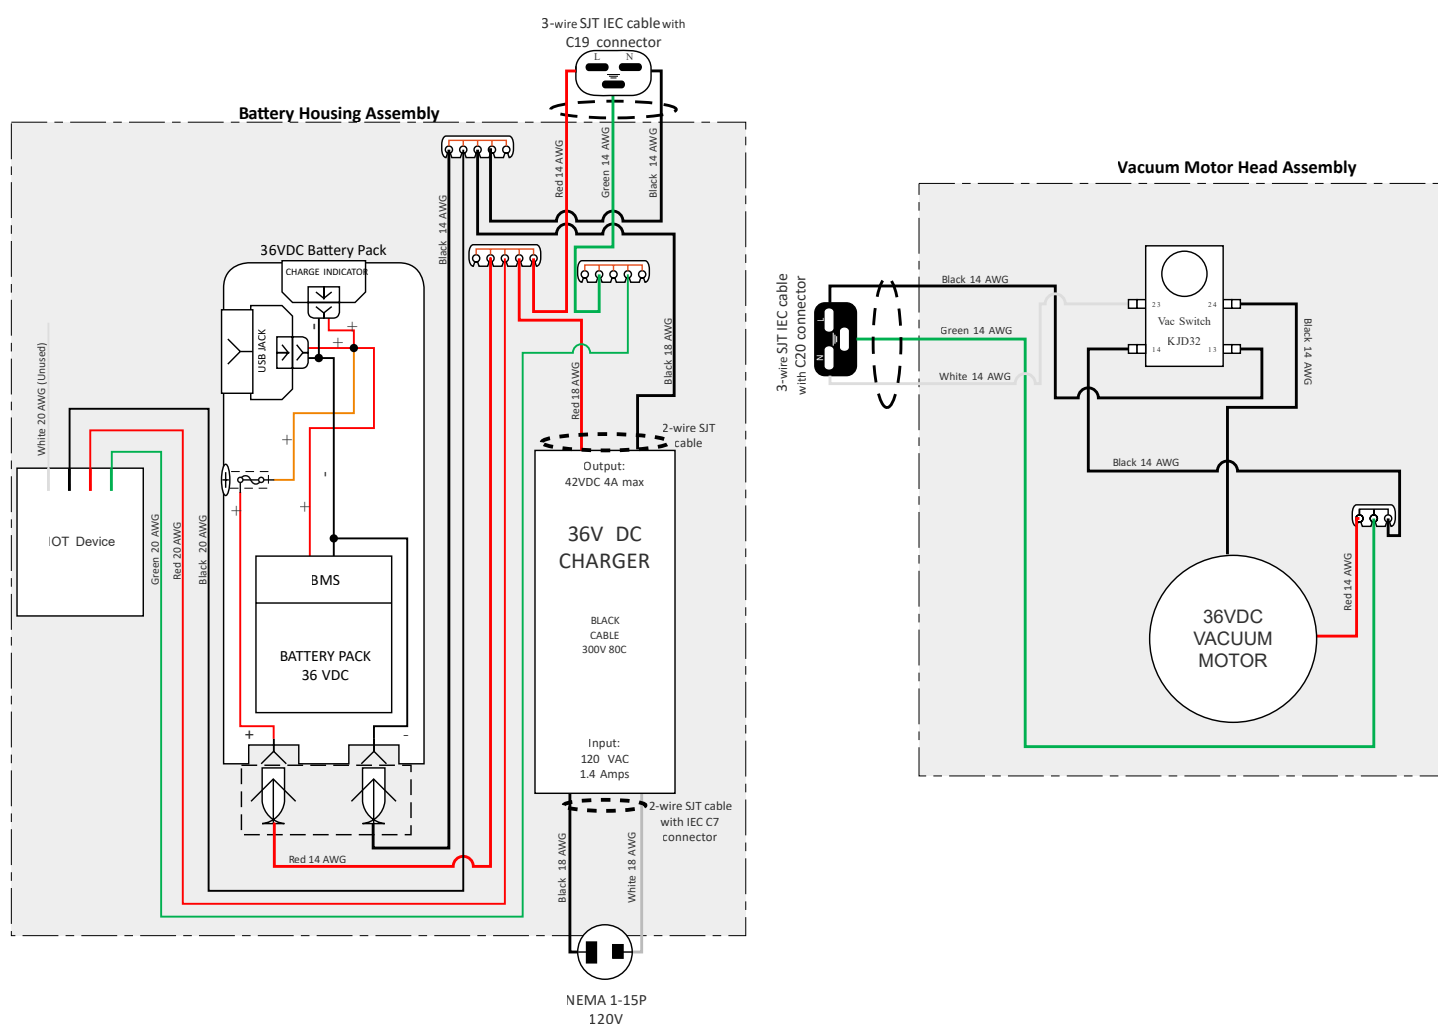 3-wire SJT IEC cable with
C19 connector
L N
Battery Housing Assembly
Red 14 AWG
Green 14 AWG
Black 14 AWG
Black 14 AWG
36VDC Battery Pack
CHARGE INDICATOR
-
+
+
USB JACK
+
-
+
+
White 20 AWG (Unused)
IOT Device
Green 20 AWG
Red 20 AWG
Black 20 AWG
BMS
BATTERY PACK
36 VDC
+
-
Red 14 AWG
Red 18 AWG
Black 18 AWG
2-wire SJT
cable
Output:
42VDC 4A max
36V DC
CHARGER
BLACK
CABLE
300V 80C
Input:
120 VAC
1.4 Amps
2-wire SJT cable
with IEC C7
connector
Black 18 AWG
White 18 AWG
NEMA 1-15P
120V
Vacuum Motor Head Assembly
3-wire SJT IEC cable
with C20 connector
L
N
Black 14 AWG
Green 14 AWG
White 14 AWG
23 24
Vac Switch
KJD32
14 13
Black 14 AWG
Black 14 AWG
Red 14 AWG
36VDC
VACUUM
MOTOR